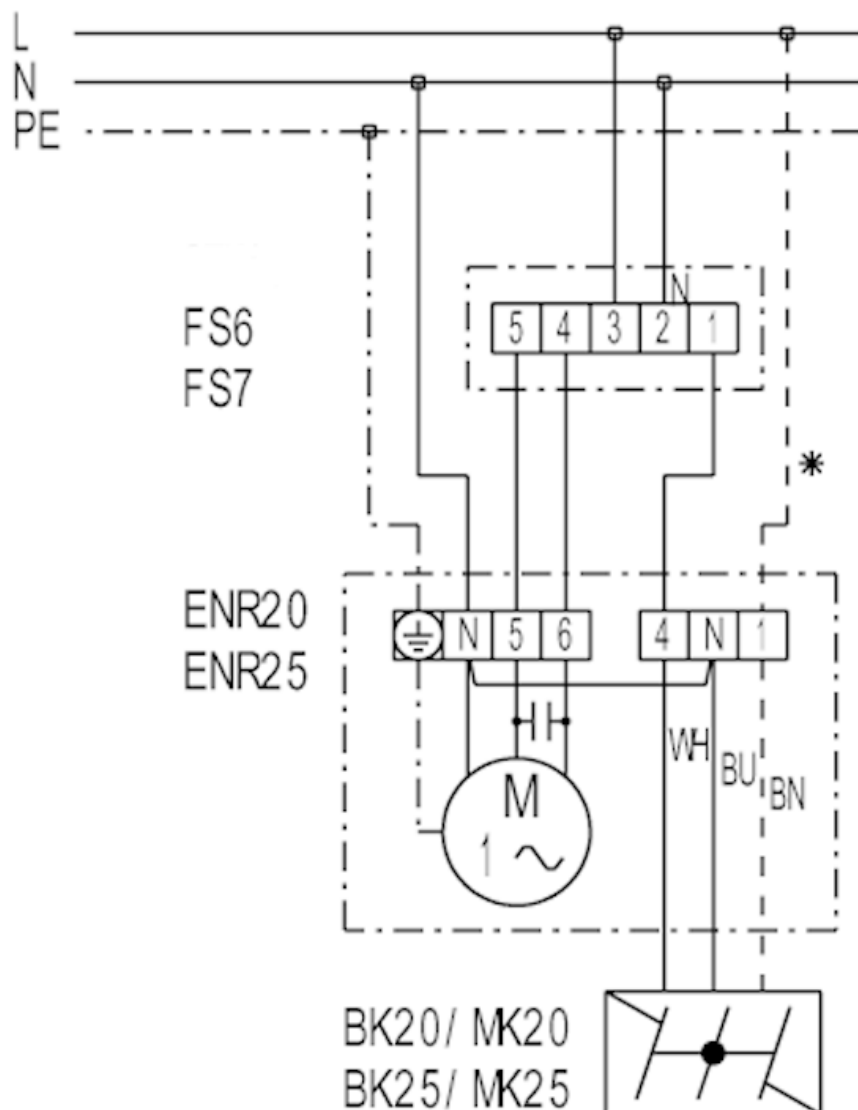 L
N
PE
N
FS6
5 4 3 2 1
FS7
*
ENR20
N 5 6 4 N 1
ENR25
WH
BU
BN
M
1 ~
BK20/ MK20
BK25/ MK25